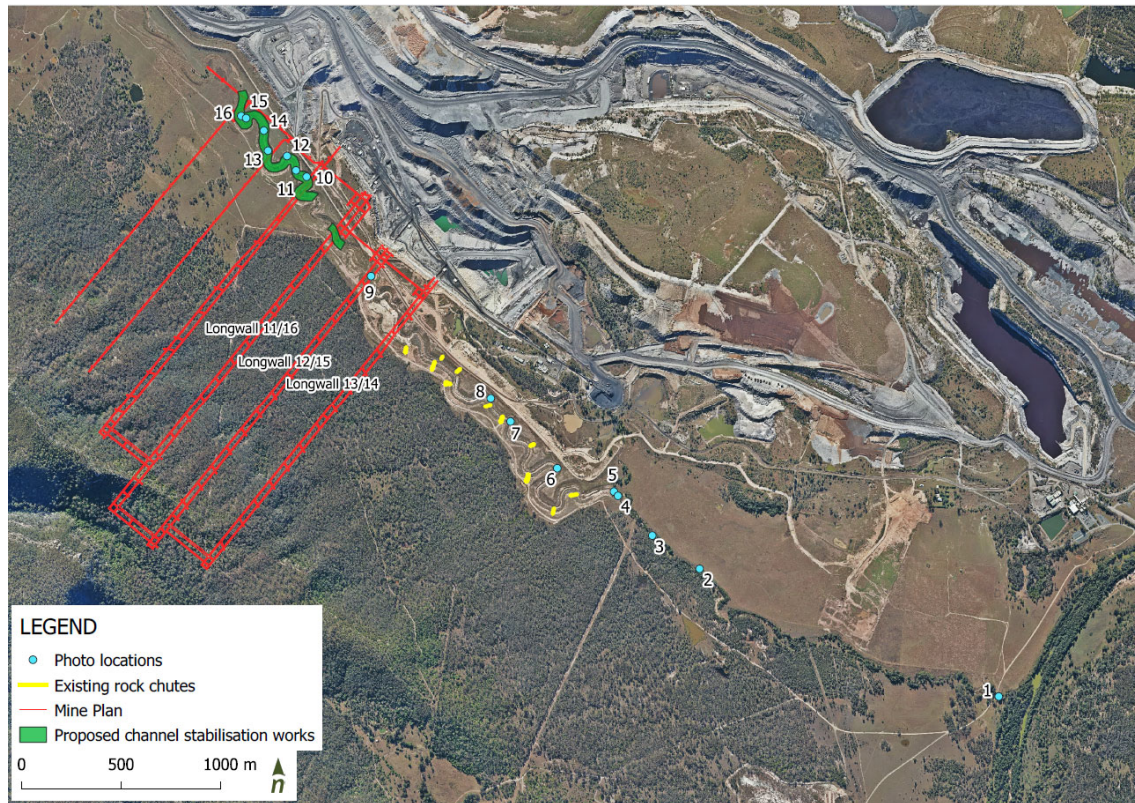 15
16
14
12
13
10
11
9
Longwall 11/16
Longwall 12/15
Longwall 13/14
8
7
6
5
4
3
2
1
LEGEND
Photo locations
Existing rock chutes
Mine Plan
Proposed channel stabilisation works
0 500 1000 m
n